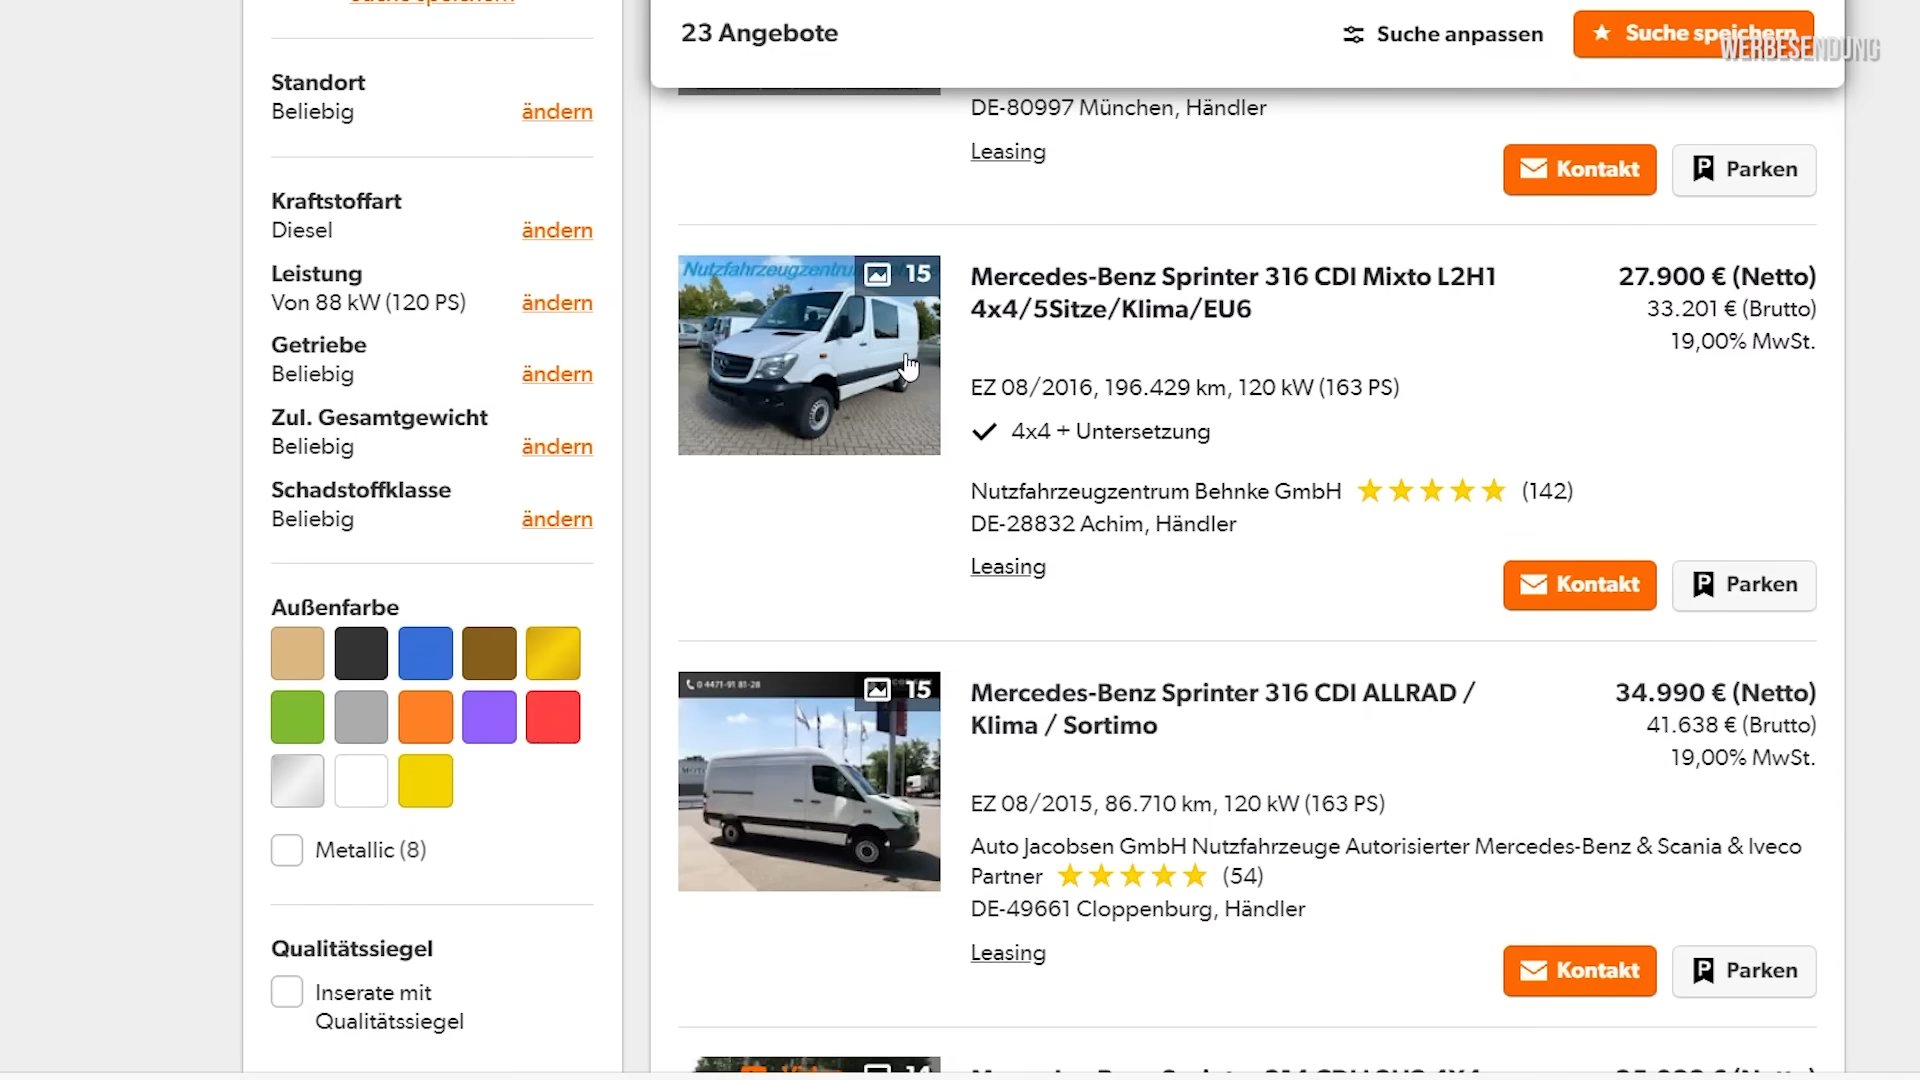 Suche speichern
Standort
Beliebig
ändern
Kraftstoffart
Diesel
ändern
Leistung
Von 88 kW (120 PS)
ändern
Getriebe
Beliebig
ändern
Zul. Gesamtgewicht
Beliebig
ändern
Schadstoffklasse
Beliebig
ändern
Außenfarbe
Metallic (8)
Qualitätssiegel
Inserate mit
Qualitätssiegel
23 Angebote
Suche anpassen
Suche speichern
WERBESENDUNG
DE-80997 München, Händler
Leasing
Kontakt
Parken
15
Mercedes-Benz Sprinter 316 CDI Mixto L2H1
4x4/5Sitze/Klima/EU6
27.900 € (Netto)
33.201 € (Brutto)
19,00% MwSt.
EZ 08/2016, 196.429 km, 120 kW (163 PS)
4x4 + Untersetzung
Nutzfahrzeugzentrum Behnke GmbH (142)
DE-28832 Achim, Händler
Leasing
Kontakt
Parken
0 4471-91 81-28
15
Mercedes-Benz Sprinter 316 CDI ALLRAD /
Klima / Sortimo
34.990 € (Netto)
41.638 € (Brutto)
19,00% MwSt.
EZ 08/2015, 86.710 km, 120 kW (163 PS)
Auto Jacobsen GmbH Nutzfahrzeuge Autorisierter Mercedes-Benz & Scania & Iveco
Partner (54)
DE-49661 Cloppenburg, Händler
Leasing
Kontakt
Parken